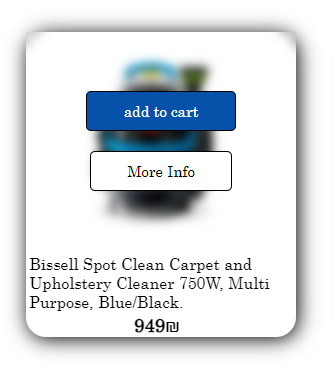 add to cart
More Info
Bissell Spot Clean Carpet and
Upholstery Cleaner 750W, Multi
Purpose, Blue/Black.
949₪